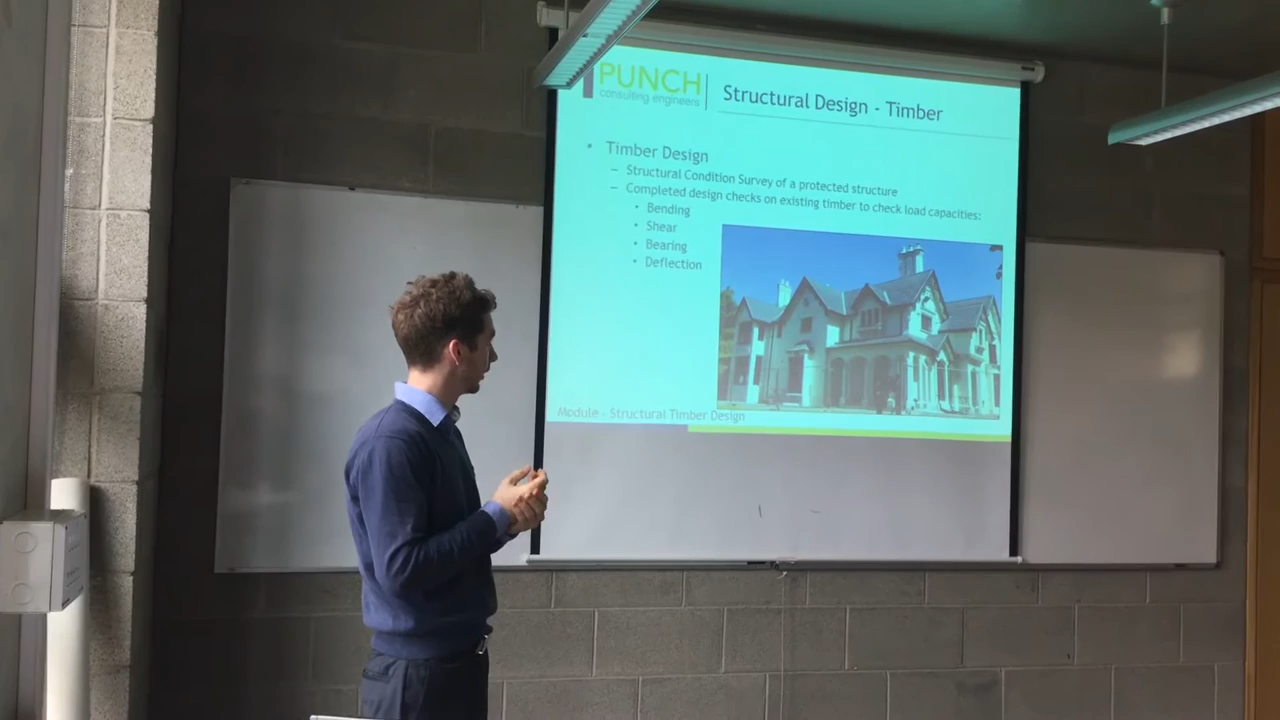 PUNCH
consulting engineers
Structural Design - Timber
• Timber Design
– Structural Condition Survey of a protected structure
– Completed design checks on existing timber to check load capacities:
• Bending
• Shear
• Bearing
• Deflection
Module - Structural Timber Design